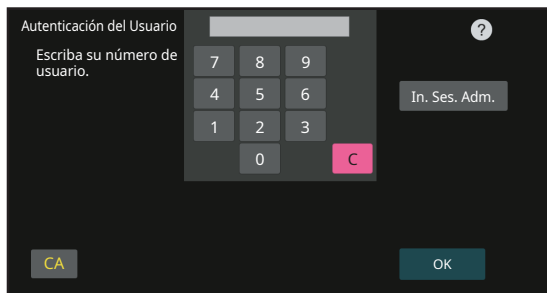 Autenticación del Usuario
?
Escriba su número de
usuario.
7 8 9
4 5 6
In. Ses. Adm.
1 2 3
0 C
CA
OK